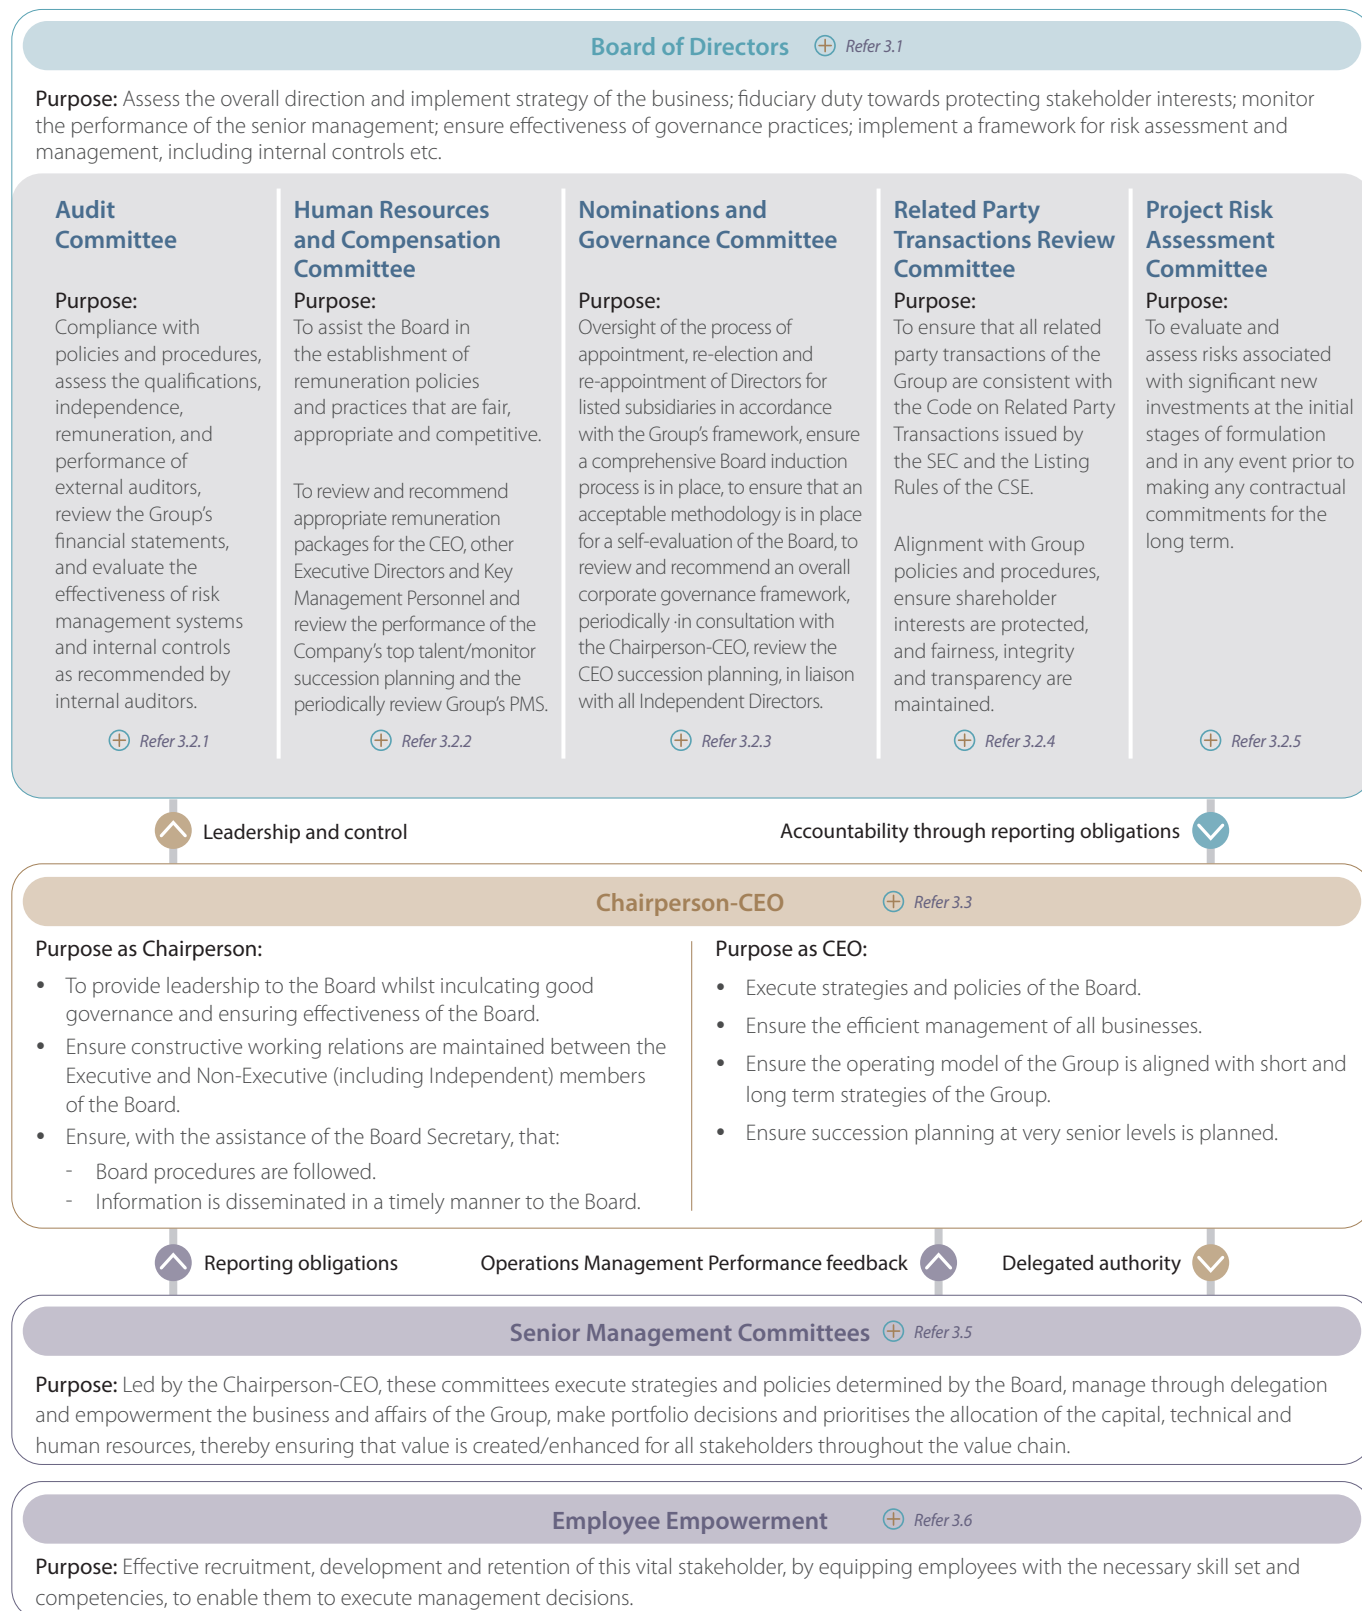 Board of Directors Refer 3.1
Purpose: Assess the overall direction and implement strategy of the business; fiduciary duty towards protecting stakeholder interests; monitor
the performance of the senior management; ensure effectiveness of governance practices; implement a framework for risk assessment and
management, including internal controls etc.
Audit
Committee
Purpose:
Compliance with
policies and procedures,
assess the qualifications,
independence,
remuneration, and
performance of
external auditors,
review the Group's
financial statements,
and evaluate the
effectiveness of risk
management systems
and internal controls
as recommended by
internal auditors.
Refer 3.2.1
Human Resources
and Compensation
Committee
Purpose:
To assist the Board in
the establishment of
remuneration policies
and practices that are fair,
appropriate and competitive.
To review and recommend
appropriate remuneration
packages for the CEO, other
Executive Directors and Key
Management Personnel and
review the performance of the
Company's top talent/monitor
succession planning and the
periodically review Group's PMS.
Refer 3.2.2
Nominations and
Governance Committee
Purpose:
Oversight of the process of
appointment, re-election and
re-appointment of Directors for
listed subsidiaries in accordance
with the Group's framework, ensure
a comprehensive Board induction
process is in place, to ensure that an
acceptable methodology is in place
for a self-evaluation of the Board, to
review and recommend an overall
corporate governance framework,
periodically ·in consultation with
the Chairperson-CEO, review the
CEO succession planning, in liaison
with all Independent Directors.
Refer 3.2.3
Related Party
Transactions Review
Committee
Purpose:
To ensure that all related
party transactions of the
Group are consistent with
the Code on Related Party
Transactions issued by
the SEC and the Listing
Rules of the CSE.
Alignment with Group
policies and procedures,
ensure shareholder
interests are protected,
and fairness, integrity
and transparency are
maintained.
Refer 3.2.4
Project Risk
Assessment
Committee
Purpose:
To evaluate and
assess risks associated
with significant new
investments at the initial
stages of formulation
and in any event prior to
making any contractual
commitments for the
long term.
Refer 3.2.5
Leadership and control
Accountability through reporting obligations
Chairperson-CEO Refer 3.3
Purpose as Chairperson:
• To provide leadership to the Board whilst inculcating good
governance and ensuring effectiveness of the Board.
• Ensure constructive working relations are maintained between the
Executive and Non-Executive (including Independent) members
of the Board.
• Ensure, with the assistance of the Board Secretary, that:
- Board procedures are followed.
- Information is disseminated in a timely manner to the Board.
Purpose as CEO:
• Execute strategies and policies of the Board.
• Ensure the efficient management of all businesses.
• Ensure the operating model of the Group is aligned with short and
long term strategies of the Group.
• Ensure succession planning at very senior levels is planned.
Reporting obligations
Operations Management Performance feedback
Delegated authority
Senior Management Committees Refer 3.5
Purpose: Led by the Chairperson-CEO, these committees execute strategies and policies determined by the Board, manage through delegation
and empowerment the business and affairs of the Group, make portfolio decisions and prioritises the allocation of the capital, technical and
human resources, thereby ensuring that value is created/enhanced for all stakeholders throughout the value chain.
Employee Empowerment Refer 3.6
Purpose: Effective recruitment, development and retention of this vital stakeholder, by equipping employees with the necessary skill set and
competencies, to enable them to execute management decisions.